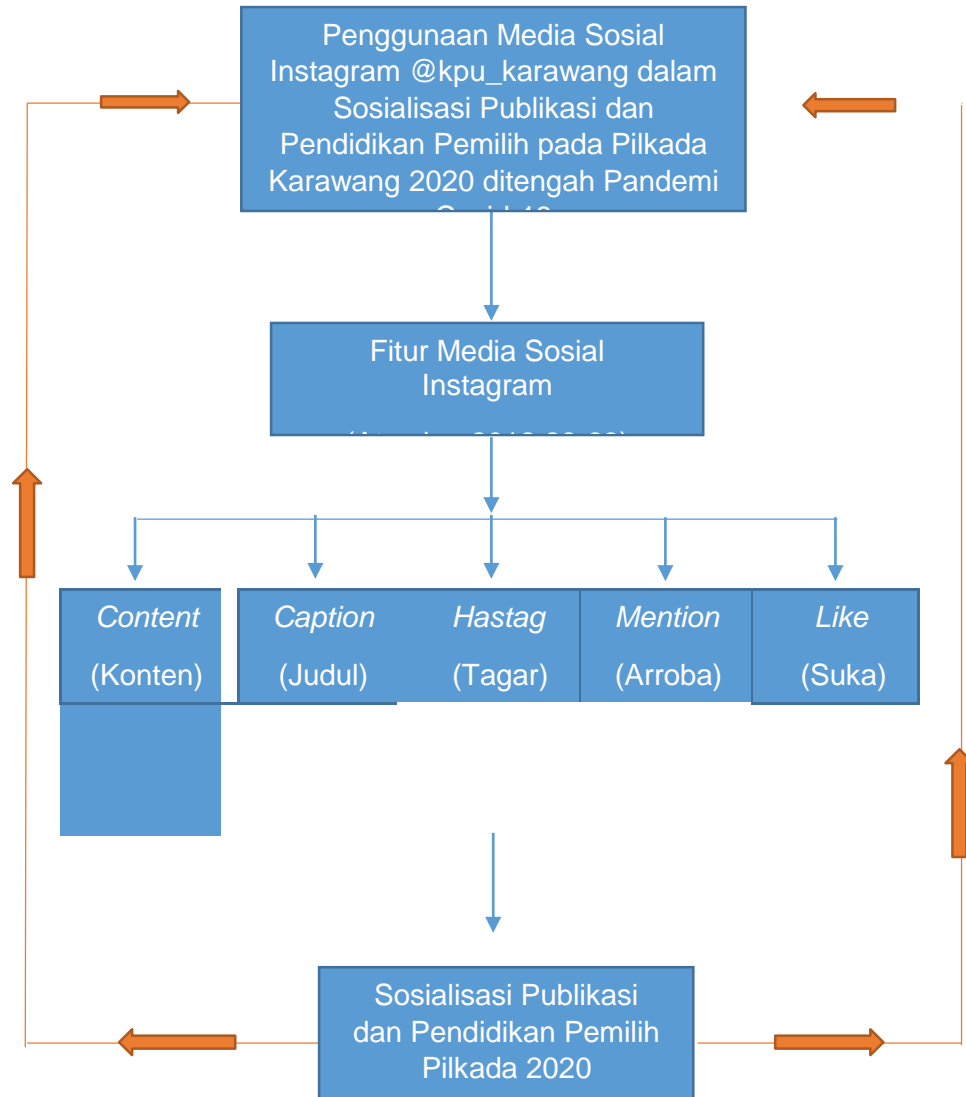 Penggunaan Media Sosial
Instagram @kpu_karawang dalam
Sosialisasi Publikasi dan
Pendidikan Pemilih pada Pilkada
Karawang 2020 ditengah Pandemi
Fitur Media Sosial
Instagram
Content
(Konten)
Caption
(Judul)
Hastag
(Tagar)
Mention
(Arroba)
Like
(Suka)
Sosialisasi Publikasi
dan Pendidikan Pemilih
Pilkada 2020